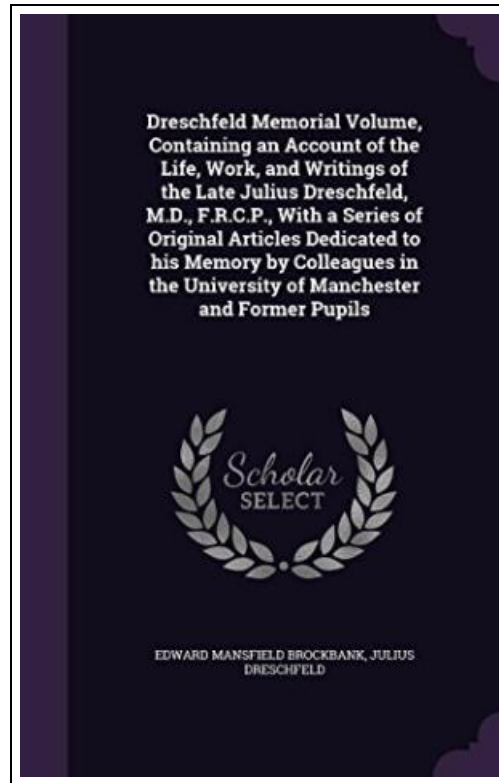 Dreschfeld Memorial Volume,
Containing an Account of the
Life, Work, and Writings of
the Late Julius Dreschfeld,
M.D., F.R.C.P., With a Series of
Original Articles Dedicated to
his Memory by Colleagues in
the University of Manchester
and Former Pupils
Scholar
SELECT
EDWARD MANSFIELD BROCKBANK, JULIUS
DRESCHFELD